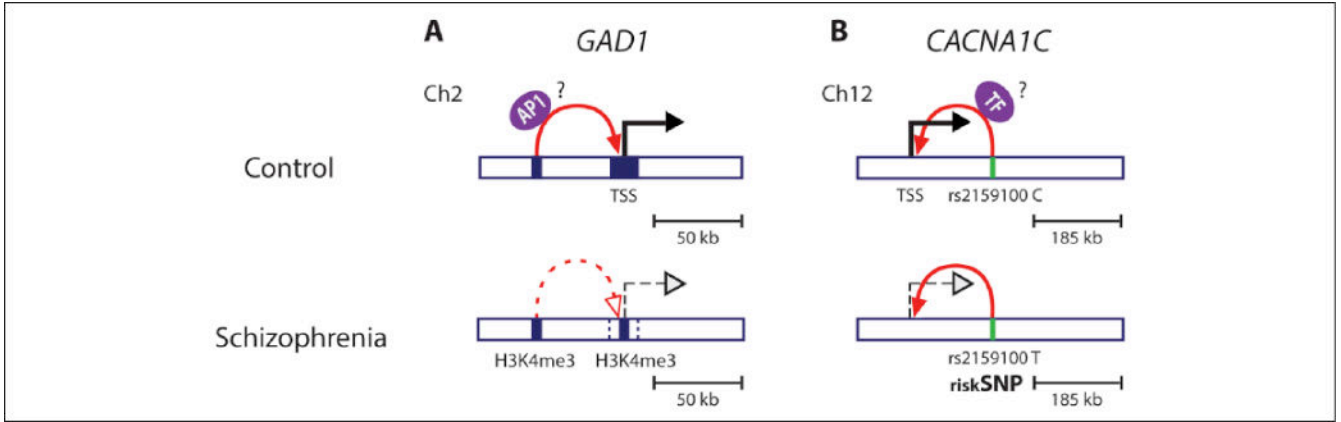 A
GAD1
B
CACNA1C
Ch2
AP1
?
Ch12
TF
?
Control
TSS
TSS
rs2159100 C
50 kb
185 kb
Schizophrenia
H3K4me3
H3K4me3
rs2159100 T
riskSNP
50 kb
185 kb